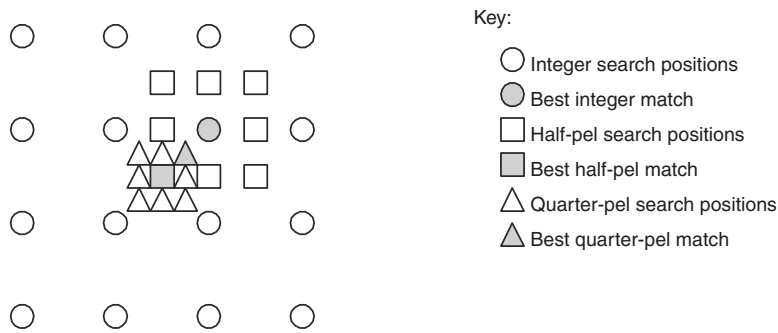 Key:
Integer search positions
Best integer match
Half-pel search positions
Best half-pel match
Quarter-pel search positions
Best quarter-pel match